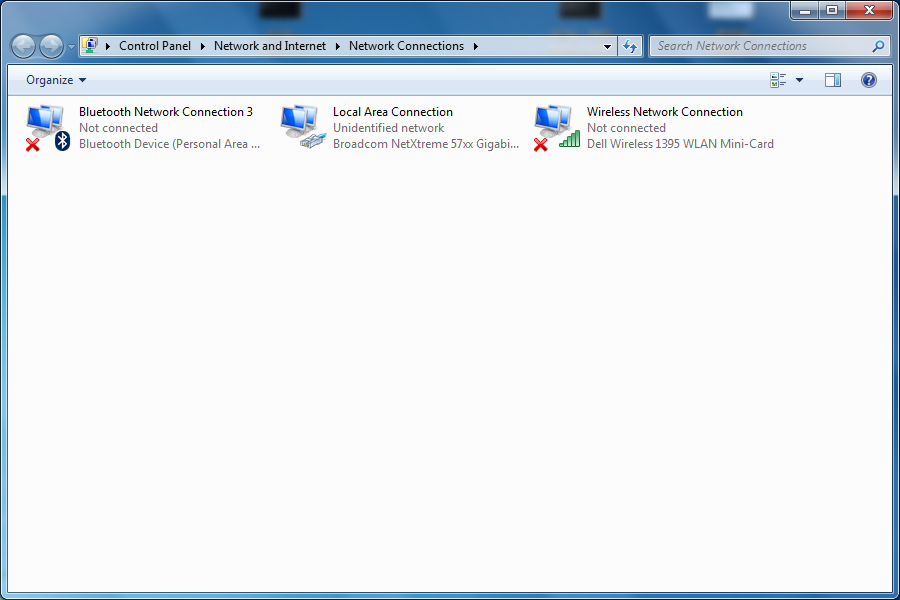 Control Panel Network and Internet Network Connections
Search Network Connections
Organize
Bluetooth Network Connection 3
Not connected
Bluetooth Device (Personal Area ...
Local Area Connection
Unidentified network
Broadcom NetXtreme 57xx Gigabi...
Wireless Network Connection
Not connected
Dell Wireless 1395 WLAN Mini-Card